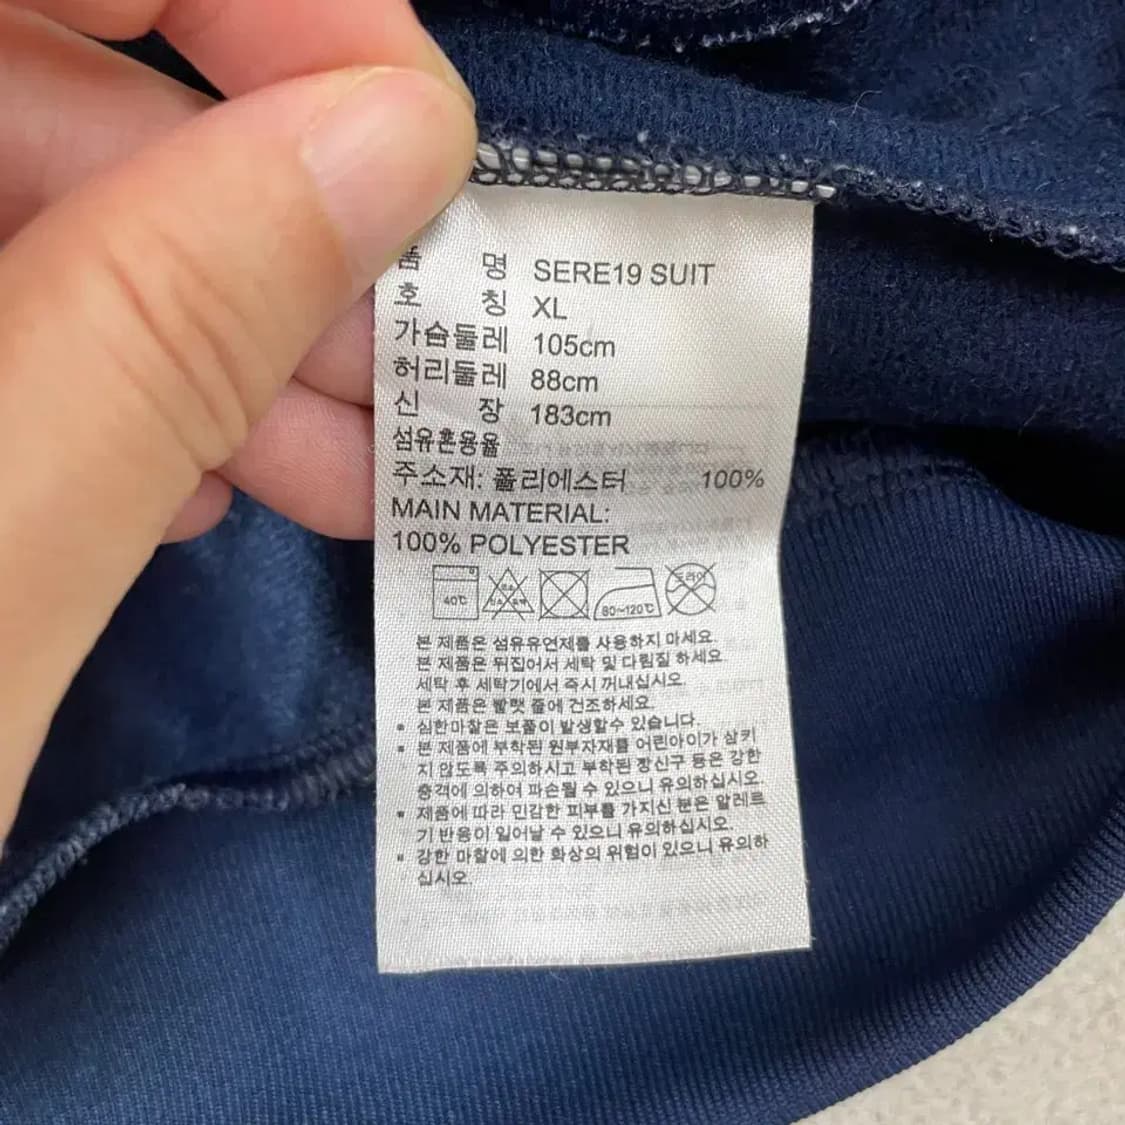 품 명 SERE19 SUIT
호 칭 XL
가슴둘레 105cm
허리둘레 88cm
신 장 183cm
섬유혼용율
주소재: 폴리에스터 100%
MAIN MATERIAL:
100% POLYESTER
40℃ 80~120℃ 드라이
본 제품은 섬유유연제를 사용하지 마세요.
본 제품은 뒤집어서 세탁 및 다림질 하세요
세탁 후 세탁기에서 즉시 꺼내십시오.
본 제품은 빨랫 줄에 건조하세요.
▪ 심한마찰은 보풀이 발생할수 있습니다.
▪ 본 제품에 부착된 원부자재를 어린아이가 삼키
지 않도록 주의하시고 부착된 장신구 등은 강한
충격에 의하여 파손될 수 있으니 유의하십시오.
▪ 제품에 따라 민감한 피부를 가지신 분은 알레르
기 반응이 일어날 수 있으니 유의하십시오.
▪ 강한 마찰에 의한 화상의 위험이 있으니 유의하
십시오.